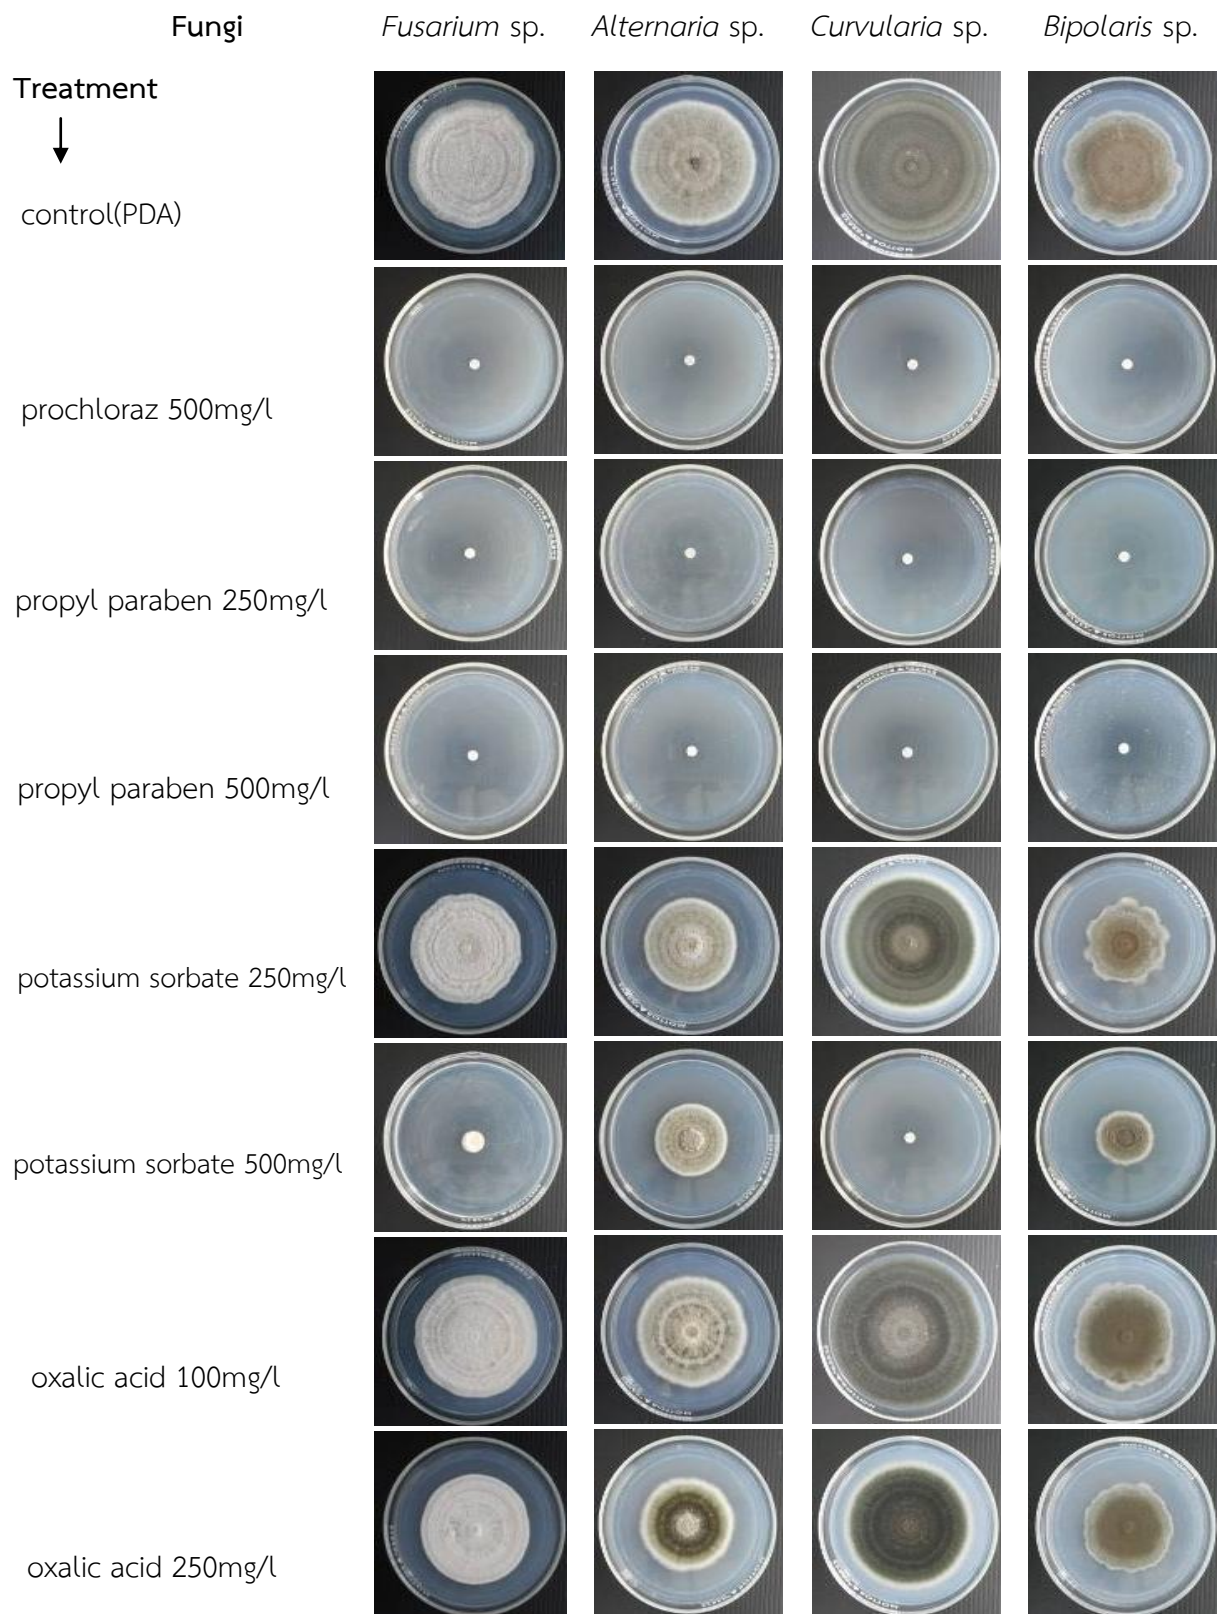 Fungi Fusarium sp. Alternaria sp. Curvularia sp. Bipolaris sp.
Treatment
control(PDA)
prochloraz 500mg/l
propyl paraben 250mg/l
propyl paraben 500mg/l
potassium sorbate 250mg/l
potassium sorbate 500mg/l
oxalic acid 100mg/l
oxalic acid 250mg/l